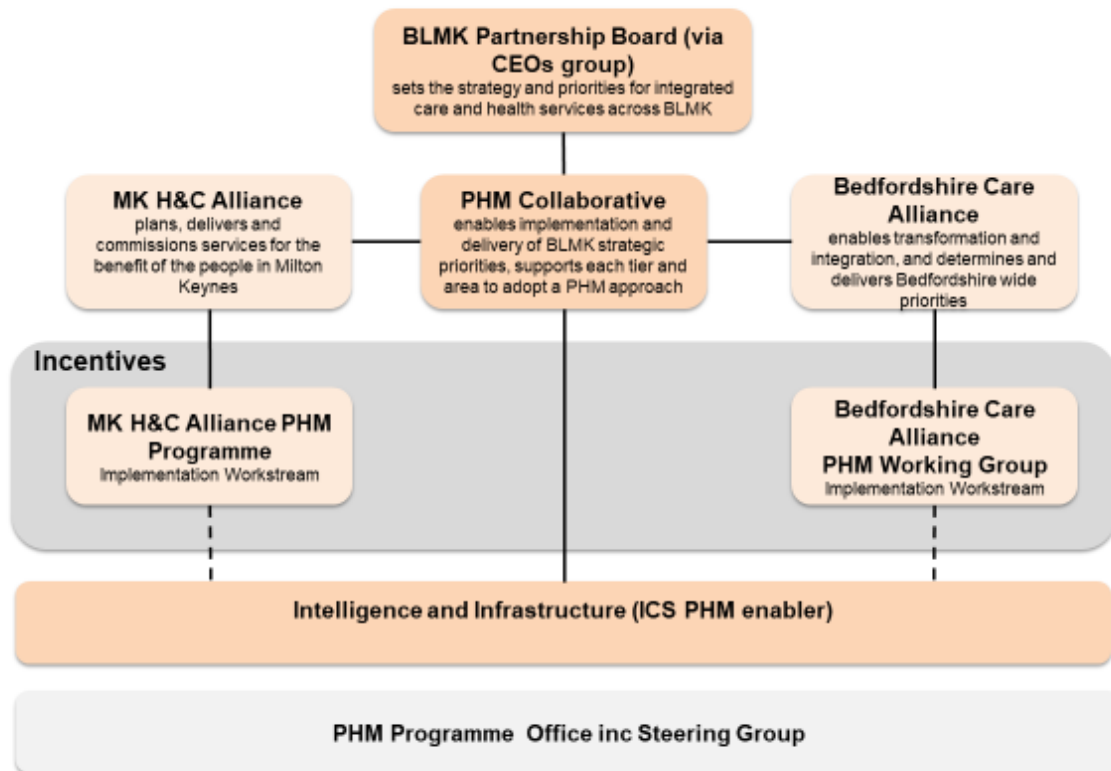 BLMK Partnership Board (via
CEOs group)
sets the strategy and priorities for integrated
care and health services across BLMK
MK H&C Alliance
plans, delivers and
commissions services for the
benefit of the people in Milton
Keynes
PHM Collaborative
enables implementation and
delivery of BLMK strategic
priorities, supports each tier and
area to adopt a PHM approach
Bedfordshire Care
Alliance
enables transformation and
integration, and determines and
delivers Bedfordshire wide
priorities
Incentives
MK H&C Alliance PHM
Programme
Implementation Workstream
Bedfordshire Care
Alliance
PHM Working Group
Implementation Workstream
Intelligence and Infrastructure (ICS PHM enabler)
PHM Programme Office inc Steering Group